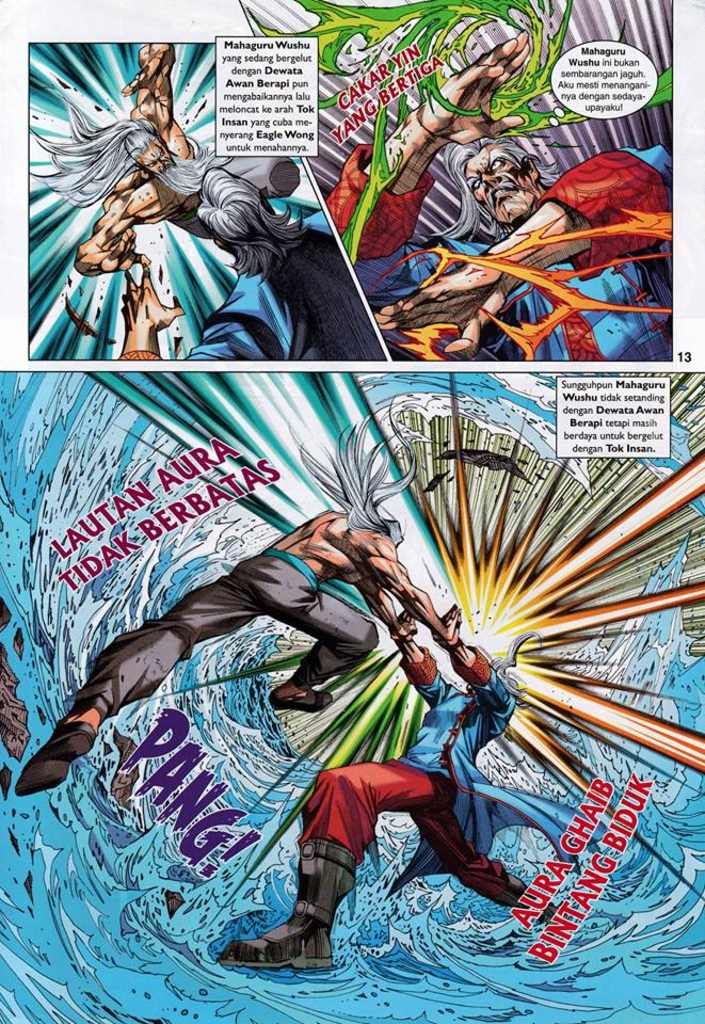 Mahaguru Wushu
yang sedang bergelut
dengan Dewata
Awan Berapi pun
mengabaikannya lalu
meloncat ke arah Tok
Insan yang cuba me-
nyerang Eagle Wong
untuk menahannya.
CAKAR YIN
YANG BERTIGA
Mahaguru
Wushu ini bukan
sembarangan jaguh.
Aku mesti menangani-
nya dengan sedaya-
upayaku!
13
Sungguhpun Mahaguru
Wushu tidak setanding
dengan Dewata Awan
Berapi tetapi masih
berdaya untuk bergelut
dengan Tok Insan.
LAUTAN AURA
TIDAK BERBATAS
PANG!
AURA GHAIB
BINTANG BIDUK